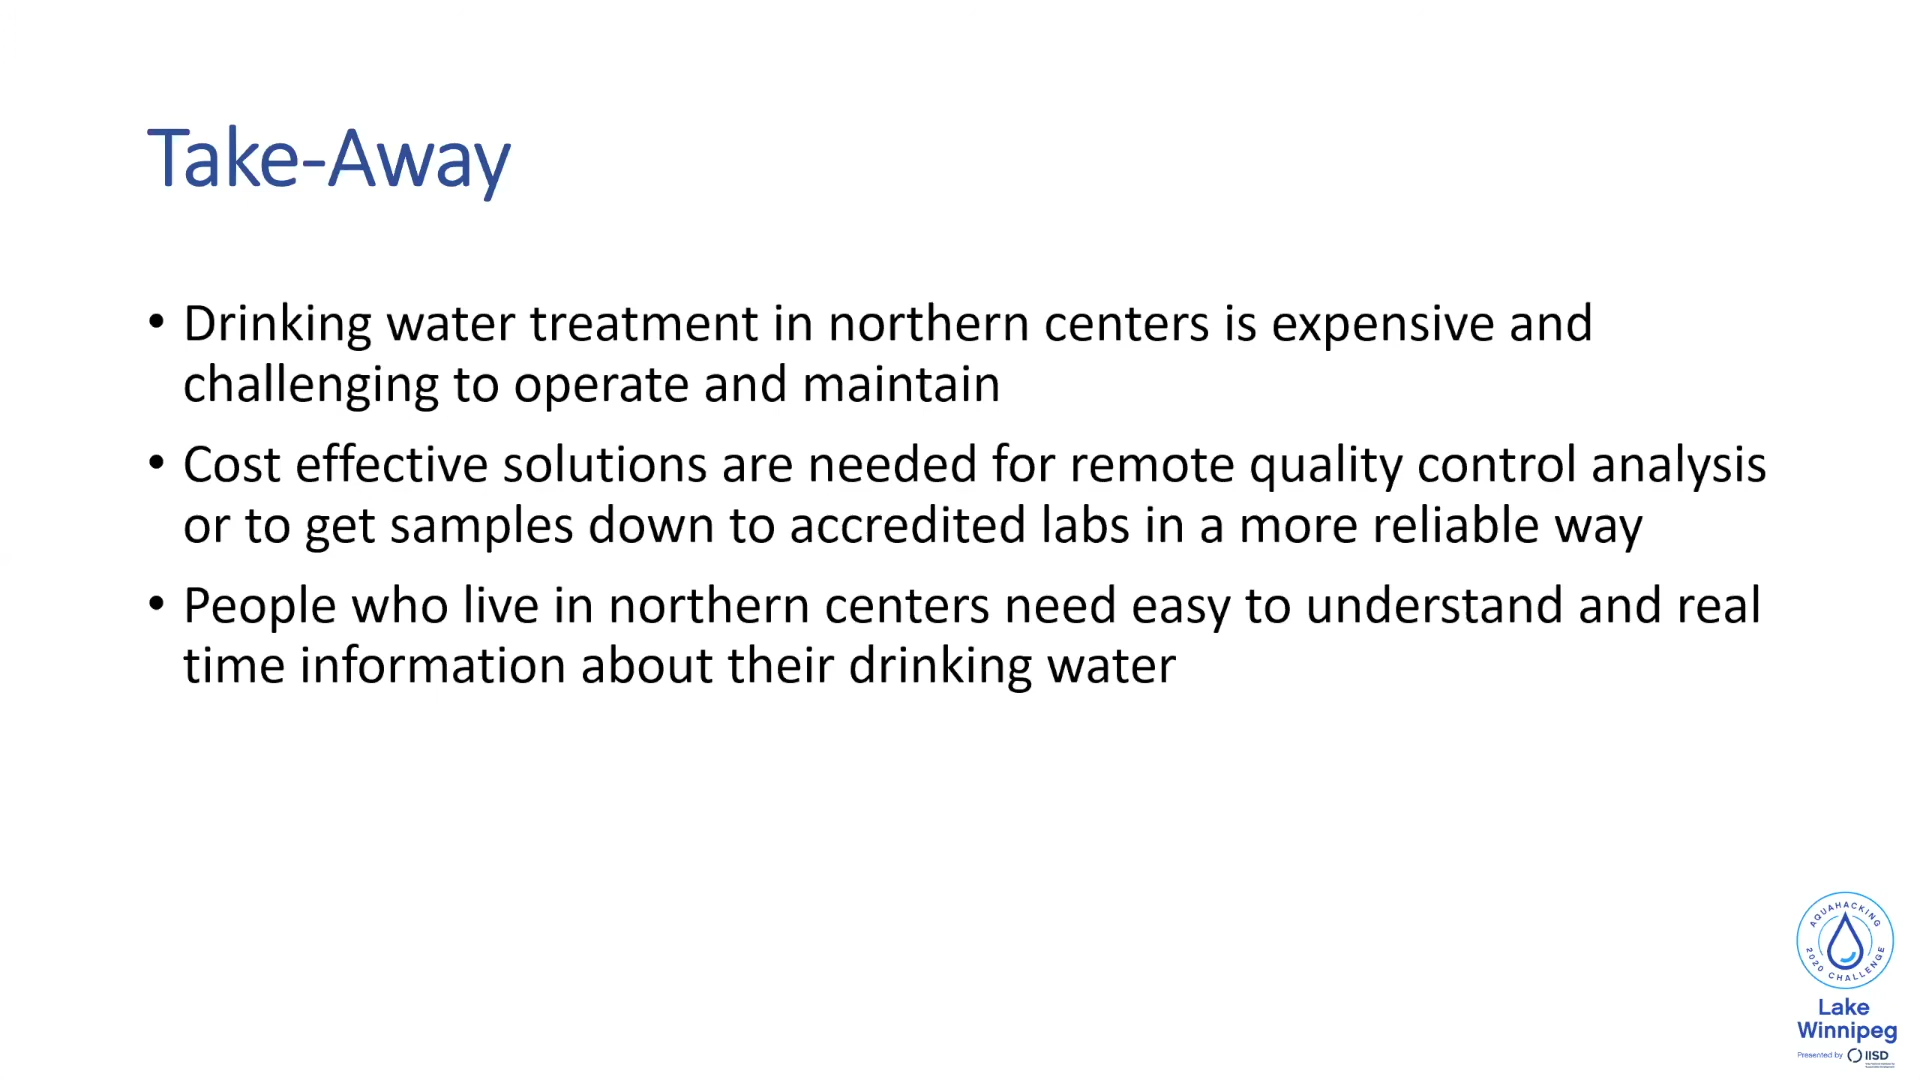 Take-Away
• Drinking water treatment in northern centers is expensive and
challenging to operate and maintain
• Cost effective solutions are needed for remote quality control analysis
or to get samples down to accredited labs in a more reliable way
• People who live in northern centers need easy to understand and real
time information about their drinking water
AQUAHACKING
2020 CHALLENGE
Lake
Winnipeg
Presented by IISD